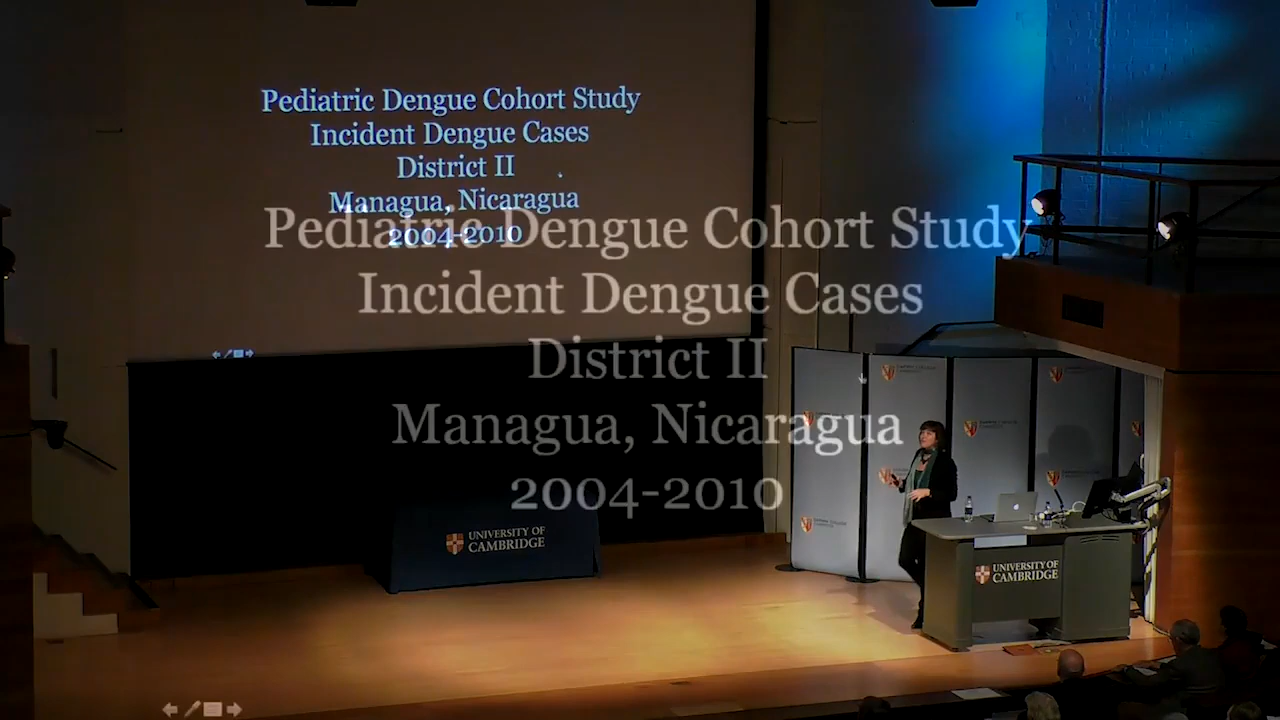 Pediatric Dengue Cohort Study
Incident Dengue Cases
District II
Managua, Nicaragua
2004-2010
Pediatric Dengue Cohort Study
Incident Dengue Cases
District II
Managua, Nicaragua
2004-2010
UNIVERSITY OF
CAMBRIDGE
UNIVERSITY OF
CAMBRIDGE